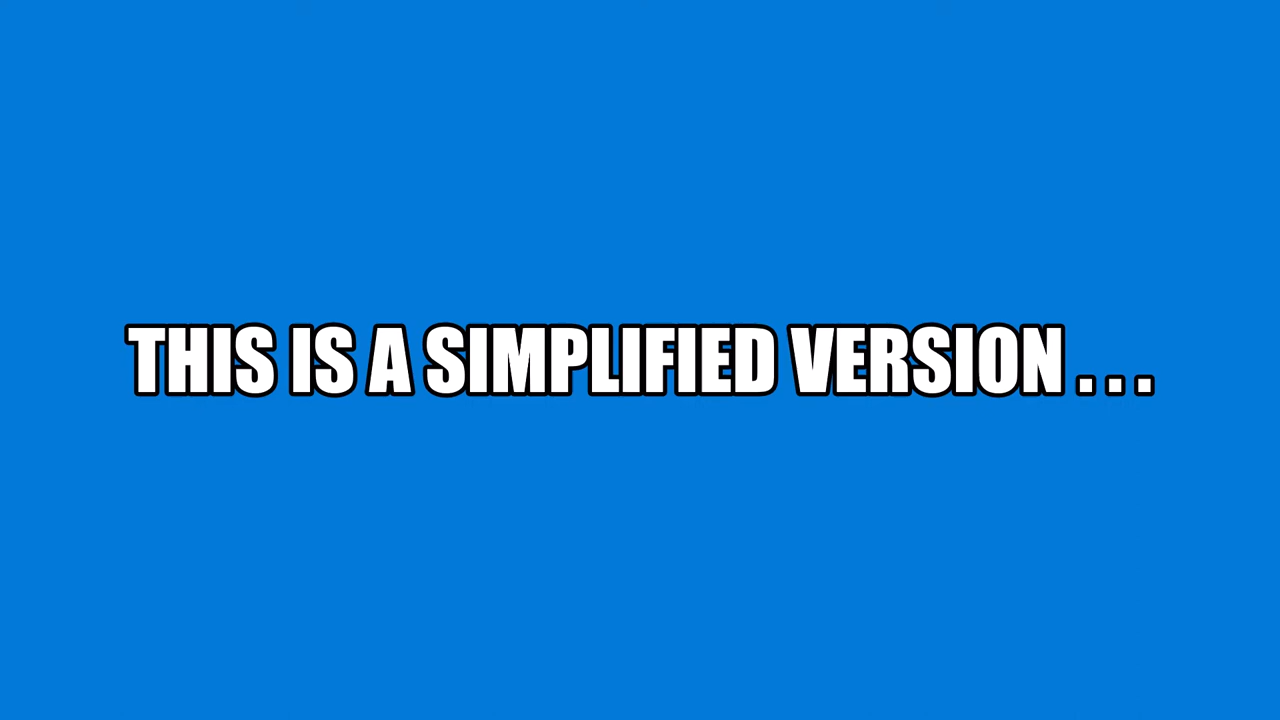 THIS IS A SIMPLIFIED VERSION . . .